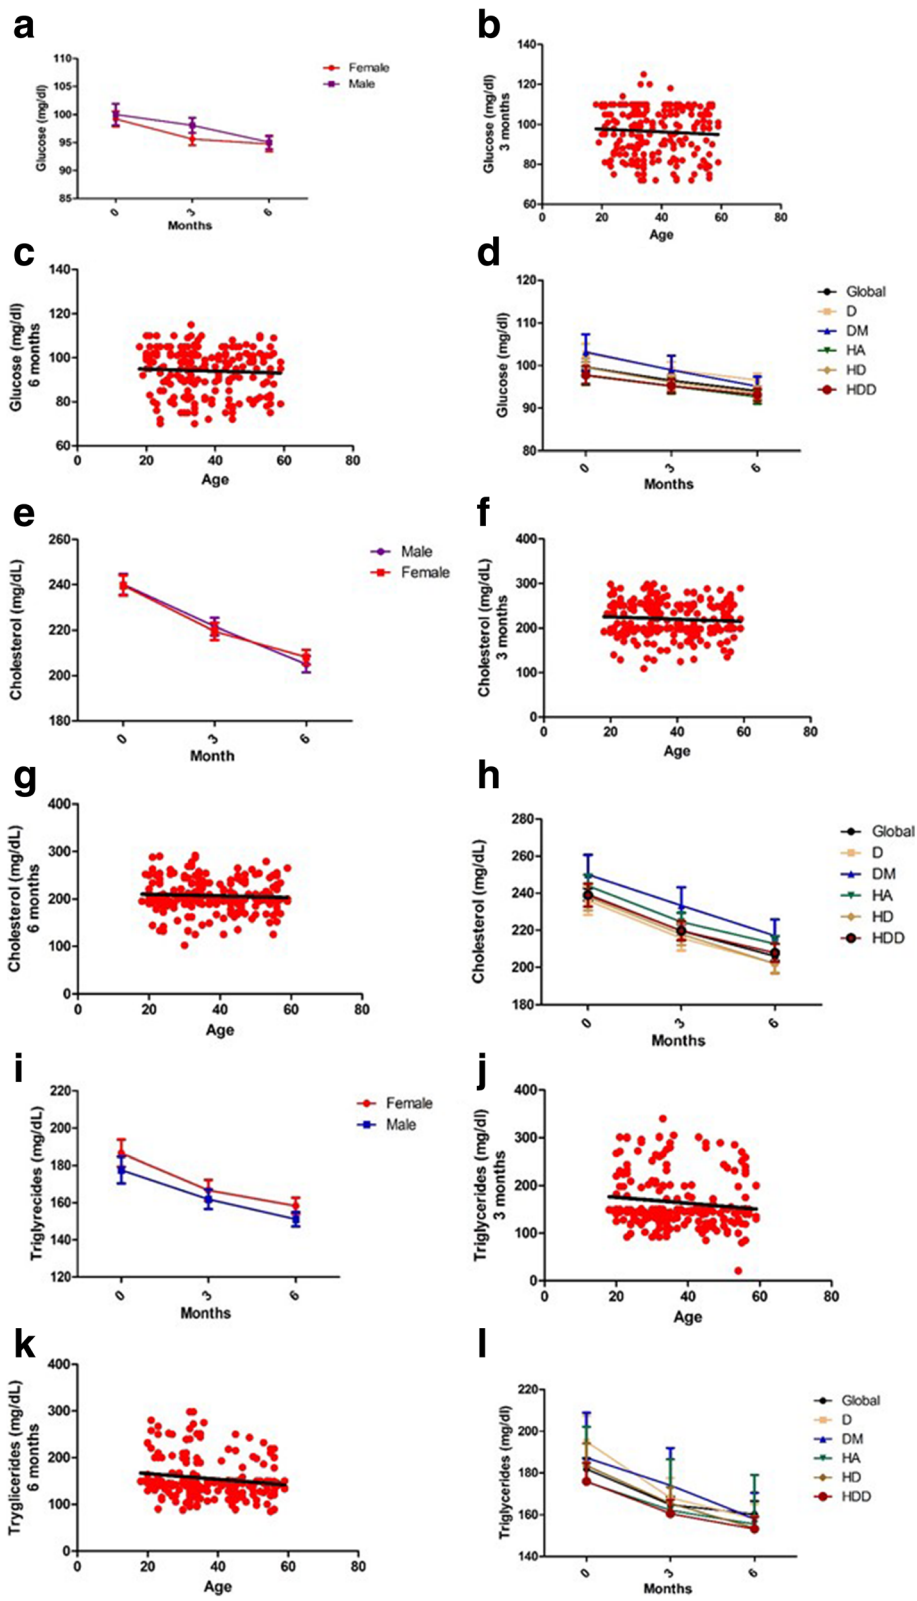 a
110
105
100
95
90
85
Glucose (mg/dl)
0
3
6
Months
Female
Male
b
140
120
100
80
60
Glucose (mg/dl)
3 months
0
20
40
60
80
Age
c
140
120
100
80
60
Glucose (mg/dl)
6 months
0
20
40
60
80
Age
d
120
110
100
90
80
Glucose (mg/dl)
0
3
6
Months
Global
D
DM
HA
HD
HDD
e
260
240
220
200
180
Cholesterol (mg/dL)
0
3
6
Month
Male
Female
f
400
300
200
100
0
Cholesterol (mg/dL)
3 months
0
20
40
60
80
Age
g
400
300
200
100
0
Cholesterol (mg/dL)
6 months
0
20
40
60
80
Age
h
280
260
240
220
200
180
Cholesterol (mg/dL)
0
3
6
Months
Global
D
DM
HA
HD
HDD
i
220
200
180
160
140
120
Triglyrecides (mg/dL)
0
3
6
Months
Female
Male
j
400
300
200
100
0
Triglycerides (mg/dl)
3 months
0
20
40
60
80
Age
k
400
300
200
100
0
Tryglicerides (mg/dL)
6 months
0
20
40
60
80
Age
l
220
200
180
160
140
Triglycerides (mg/dl)
0
3
6
Months
Global
D
DM
HA
HD
HDD